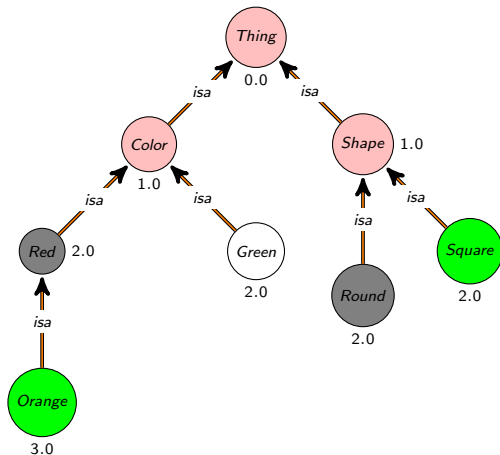 Thing
0.0
isa
isa
Color
1.0
Shape
1.0
isa
isa
isa
isa
Red
2.0
Green
2.0
Square
2.0
Round
2.0
isa
Orange
3.0